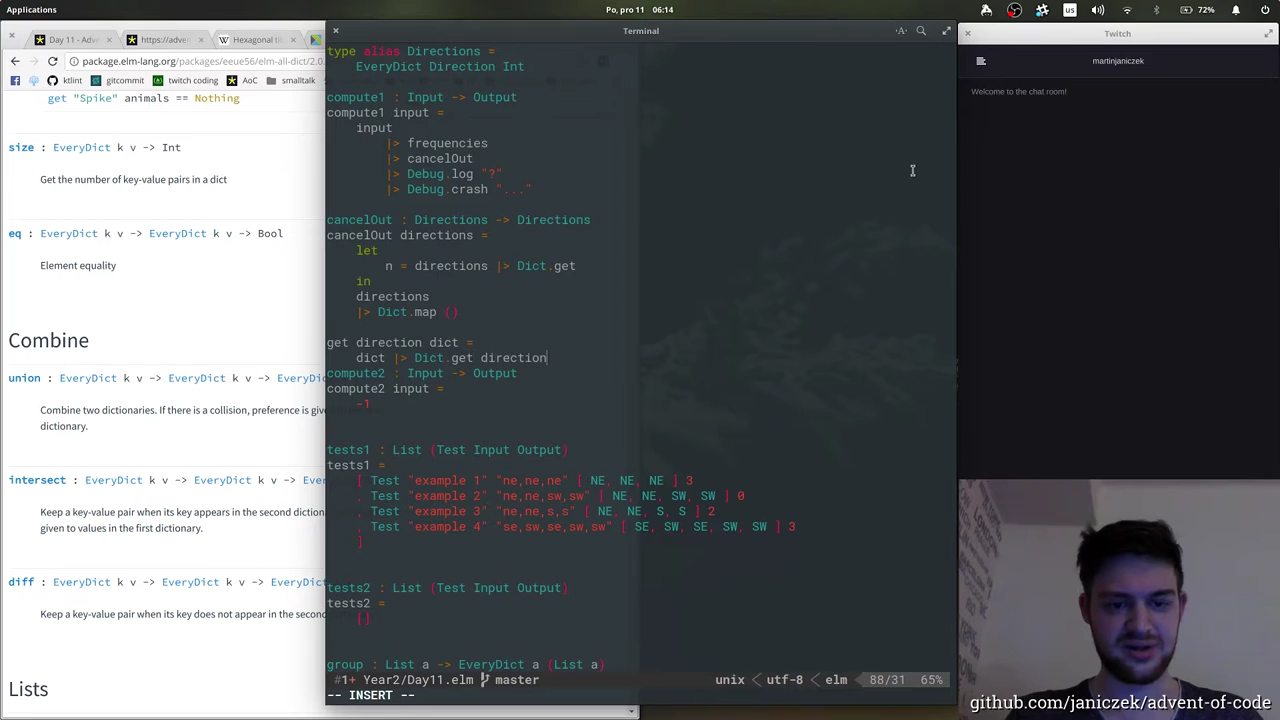 Applications
Po, pro 11 06:14
us
72%
Day 11 - Adv
https://adve
Hexagonal ti
package.elm-lang.org/packages/eeue56/elm-all-dict/2.0.
ktlint
gitcommit
twitch coding
AoC
smalltalk
get "Spike" animals == Nothing
size : EveryDict k v -> Int
Get the number of key-value pairs in a dict
eq : EveryDict k v -> EveryDict k v -> Bool
Element equality
Combine
union : EveryDict k v -> EveryDict k v -> EveryDict
Combine two dictionaries. If there is a collision, preference is give
dictionary.
intersect : EveryDict k v -> EveryDict k v -> Eve
Keep a key-value pair when its key appears in the second dictiona
given to values in the first dictionary.
diff : EveryDict k v -> EveryDict k v -> EveryDict
Keep a key-value pair when its key does not appear in the second
Lists
Terminal
type alias Directions =
EveryDict Direction Int
compute1 : Input -> Output
compute1 input =
input
|> frequencies
|> cancelOut
|> Debug.log "?"
|> Debug.crash "..."
cancelOut : Directions -> Directions
cancelOut directions =
let
n = directions |> Dict.get
in
directions
|> Dict.map ()
get direction dict =
dict |> Dict.get direction
compute2 : Input -> Output
compute2 input =
-1
tests1 : List (Test Input Output)
tests1 =
[ Test "example 1" "ne,ne,ne" [ NE, NE, NE ] 3
, Test "example 2" "ne,ne,sw,sw" [ NE, NE, SW, SW ] 0
, Test "example 3" "ne,ne,s,s" [ NE, NE, S, S ] 2
, Test "example 4" "se,sw,se,sw,sw" [ SE, SW, SE, SW, SW ] 3
]
tests2 : List (Test Input Output)
tests2 =
[]
group : List a -> EveryDict a (List a)
#1+ Year2/Day11.elm master
unix < utf-8 < elm < 88/31 65%
-- INSERT --
Twitch
martinjaniczek
Welcome to the chat room!
github.com/janiczek/advent-of-code